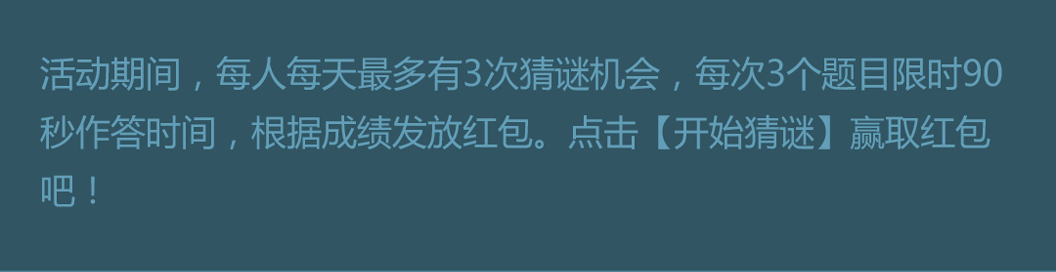 活动期间，每人每天最多有3次猜谜机会，每次3个题目限时90
秒作答时间，根据成绩发放红包。点击【开始猜谜】赢取红包
吧！